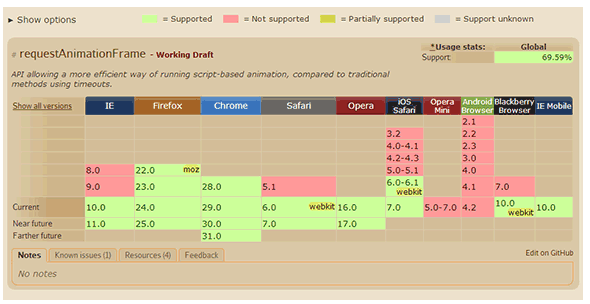 ▸ Show options = Supported = Not supported = Partially supported = Support unknown
# requestAnimationFrame - Working Draft
*Usage stats: Global
Support: 69.59%
API allowing a more efficient way of running script-based animation, compared to traditional
methods using timeouts.
Show all versions IE Firefox Chrome Safari Opera iOS Safari Opera Mini Android Browser Blackberry Browser IE Mobile
2.1
3.2 2.2
4.0-4.1 2.3
4.2-4.3 3.0
8.0 22.0 moz 5.0-5.1 4.0
9.0 23.0 28.0 5.1 6.0-6.1 webkit 4.1 7.0
Current 10.0 24.0 29.0 6.0 webkit 16.0 7.0 5.0-7.0 4.2 10.0 webkit 10.0
Near future 11.0 25.0 30.0 7.0 17.0
Farther future 31.0
Notes Known issues (1) Resources (4) Feedback Edit on GitHub
No notes